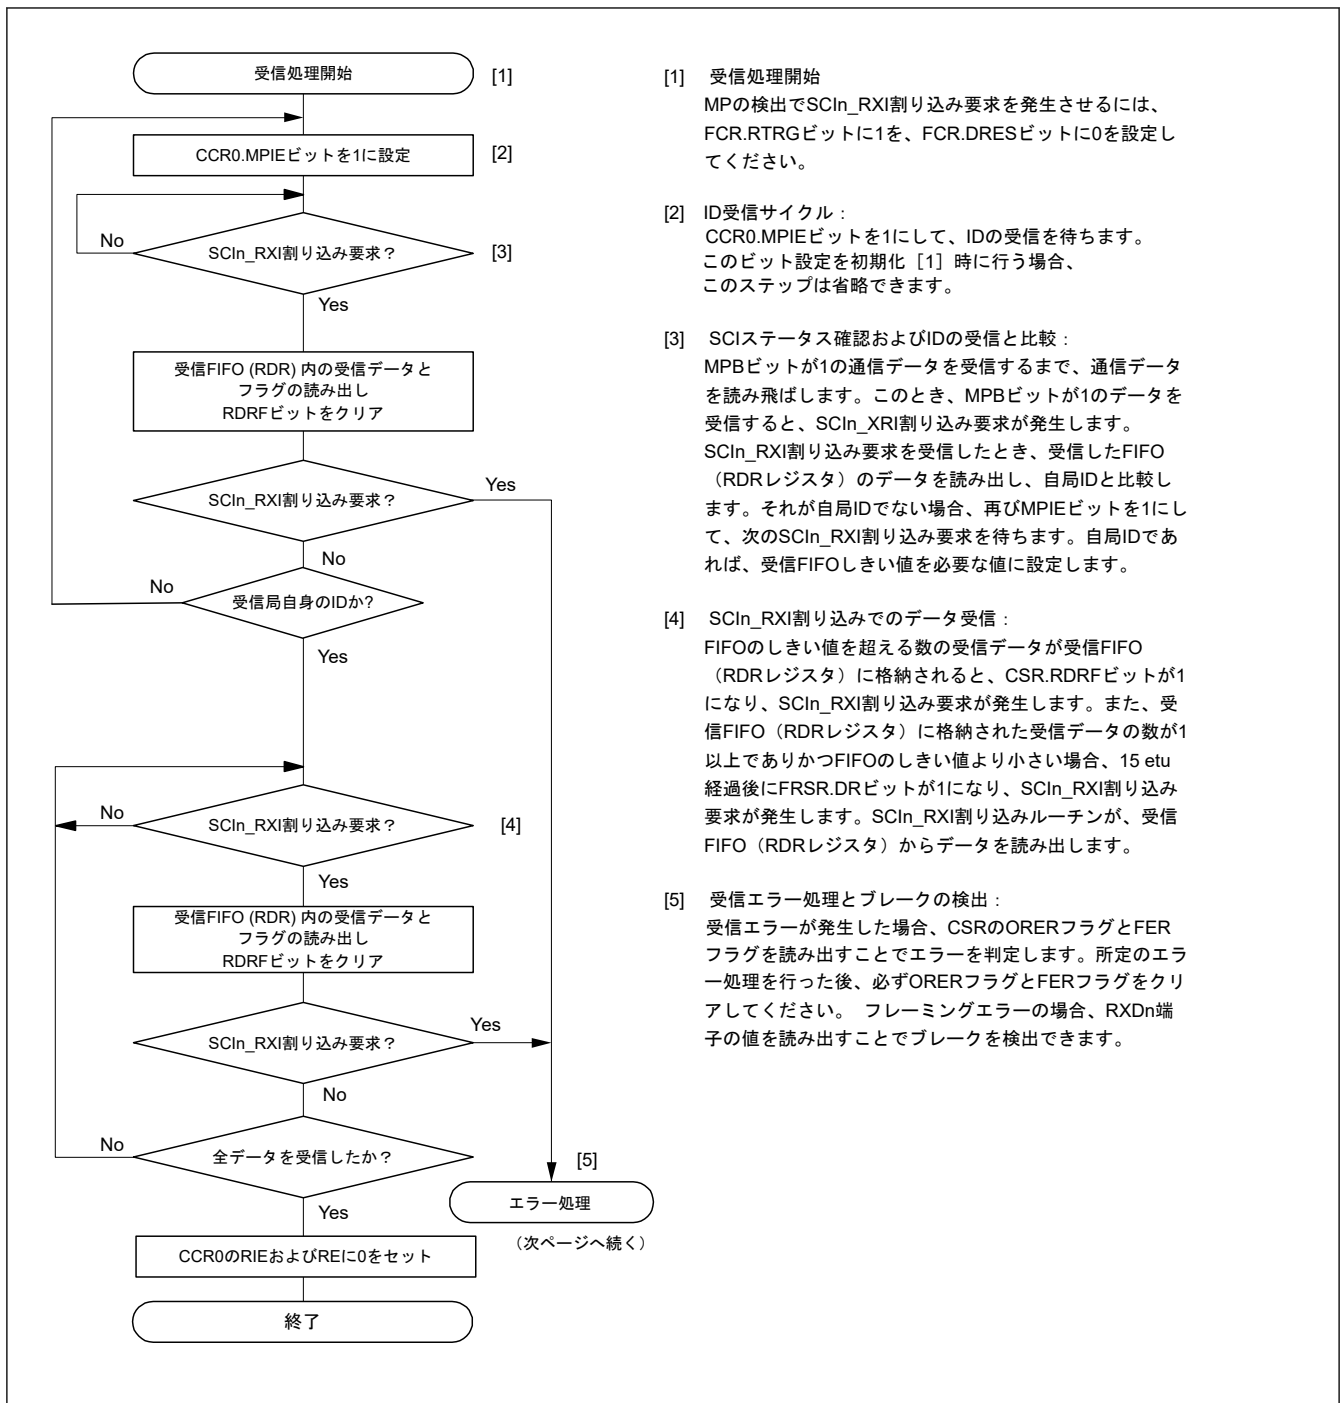 受信処理開始
[1]
CCR0.MPIEビットを1に設定
[2]
No
SCIn_RXI割り込み要求？
[3]
Yes
受信FIFO (RDR) 内の受信データと
フラグの読み出し
RDRFビットをクリア
SCIn_RXI割り込み要求？
Yes
No
No
受信局自身のIDか?
Yes
No
SCIn_RXI割り込み要求？
[4]
Yes
受信FIFO (RDR) 内の受信データと
フラグの読み出し
RDRFビットをクリア
Yes
SCIn_RXI割り込み要求？
No
No
全データを受信したか？
[5]
エラー処理
Yes
（次ページへ続く）
CCR0のRIEおよびREに0をセット
終了
[1] 受信処理開始
MPの検出でSCIn_RXI割り込み要求を発生させるには、
FCR.RTRGビットに1を、FCR.DRESビットに0を設定し
てください。
[2] ID受信サイクル：
CCR0.MPIEビットを1にして、IDの受信を待ちます。
このビット設定を初期化［1］時に行う場合、
このステップは省略できます。
[3] SCIステータス確認およびIDの受信と比較：
MPBビットが1の通信データを受信するまで、通信データ
を読み飛ばします。このとき、MPBビットが1のデータを
受信すると、SCIn_XRI割り込み要求が発生します。
SCIn_RXI割り込み要求を受信したとき、受信したFIFO
（RDRレジスタ）のデータを読み出し、自局IDと比較し
ます。それが自局IDでない場合、再びMPIEビットを1にし
て、次のSCIn_RXI割り込み要求を待ちます。自局IDであ
れば、受信FIFOしきい値を必要な値に設定します。
[4] SCIn_RXI割り込みでのデータ受信：
FIFOのしきい値を超える数の受信データが受信FIFO
（RDRレジスタ）に格納されると、CSR.RDRFビットが1
になり、SCIn_RXI割り込み要求が発生します。また、受
信FIFO（RDRレジスタ）に格納された受信データの数が1
以上でありかつFIFOのしきい値より小さい場合、15 etu
経過後にFRSR.DRビットが1になり、SCIn_RXI割り込み
要求が発生します。SCIn_RXI割り込みルーチンが、受信
FIFO（RDRレジスタ）からデータを読み出します。
[5] 受信エラー処理とブレークの検出：
受信エラーが発生した場合、CSRのORERフラグとFER
フラグを読み出すことでエラーを判定します。所定のエラ
ー処理を行った後、必ずORERフラグとFERフラグをクリ
アしてください。 フレーミングエラーの場合、RXDn端
子の値を読み出すことでブレークを検出できます。